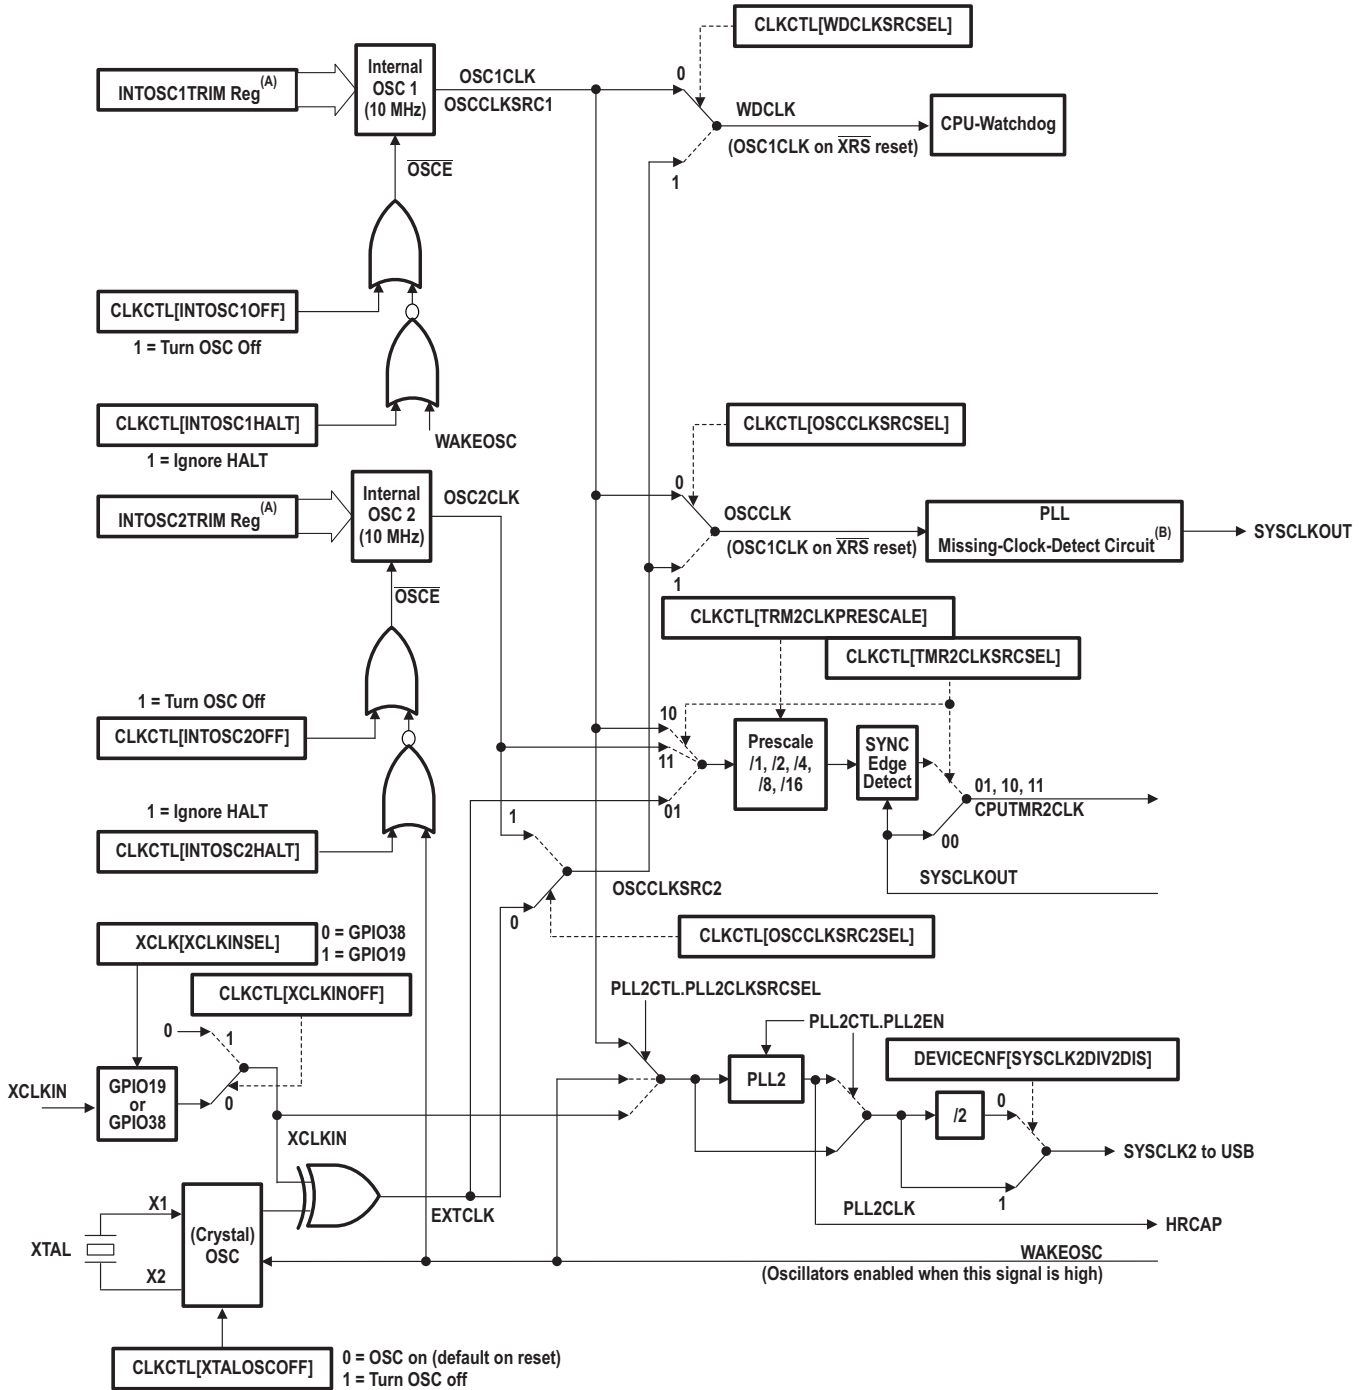 CLKCTL[WDCLKSRCSEL]
Internal
OSC 1
(10 MHz)
INTOSC1TRIM Reg(A)
OSC1CLK
OSCCLKSRC1
0
WDCLK
(OSC1CLK on XRS reset)
CPU-Watchdog
1
OSCE
CLKCTL[INTOSC1OFF]
1 = Turn OSC Off
CLKCTL[INTOSC1HALT]
1 = Ignore HALT
WAKEOSC
CLKCTL[OSCCLKSRCSEL]
INTOSC2TRIM Reg(A)
Internal
OSC 2
(10 MHz)
OSC2CLK
0
OSCCLK
(OSC1CLK on XRS reset)
PLL
Missing-Clock-Detect Circuit(B)
SYSCLKOUT
1
OSCE
CLKCTL[TRM2CLKPRESCALE]
CLKCTL[TMR2CLKSRCSEL]
1 = Turn OSC Off
CLKCTL[INTOSC2OFF]
10
11
01
Prescale
/1, /2, /4,
/8, /16
SYNC
Edge
Detect
01, 10, 11
CPUTMR2CLK
00
SYSCLKOUT
1 = Ignore HALT
CLKCTL[INTOSC2HALT]
1
OSCCLKSRC2
0
CLKCTL[OSCCLKSRC2SEL]
XCLK[XCLKINSEL]
0 = GPIO38
1 = GPIO19
CLKCTL[XCLKINOFF]
0
1
PLL2CTL.PLL2CLKSRCSEL
PLL2CTL.PLL2EN
DEVICECNF[SYSCLK2DIV2DIS]
XCLKIN
GPIO19
or
GPIO38
0
XCLKIN
PLL2
/2
0
1
SYSCLK2 to USB
PLL2CLK
HRCAP
EXTCLK
XTAL
X1
X2
(Crystal)
OSC
WAKEOSC
(Oscillators enabled when this signal is high)
CLKCTL[XTALOSCOFF]
0 = OSC on (default on reset)
1 = Turn OSC off